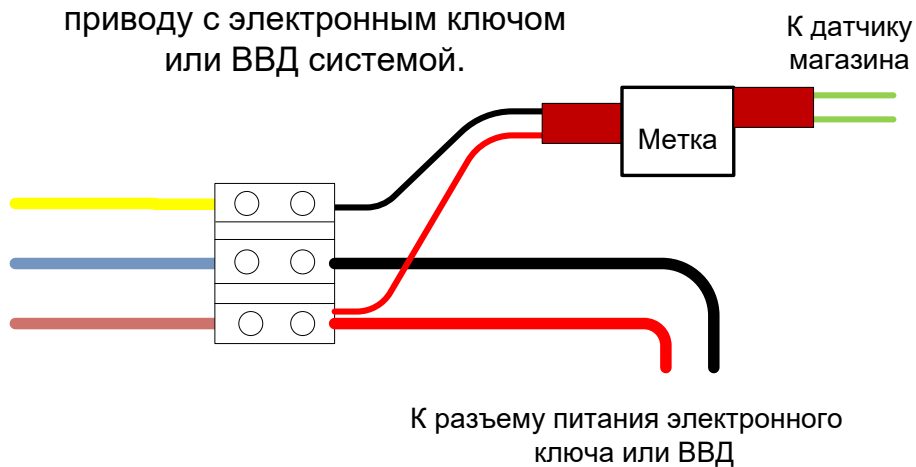 приводу с электронным ключом
или ВВД системой.
К датчику
магазина
Метка
К разъему питания электронного
ключа или ВВД